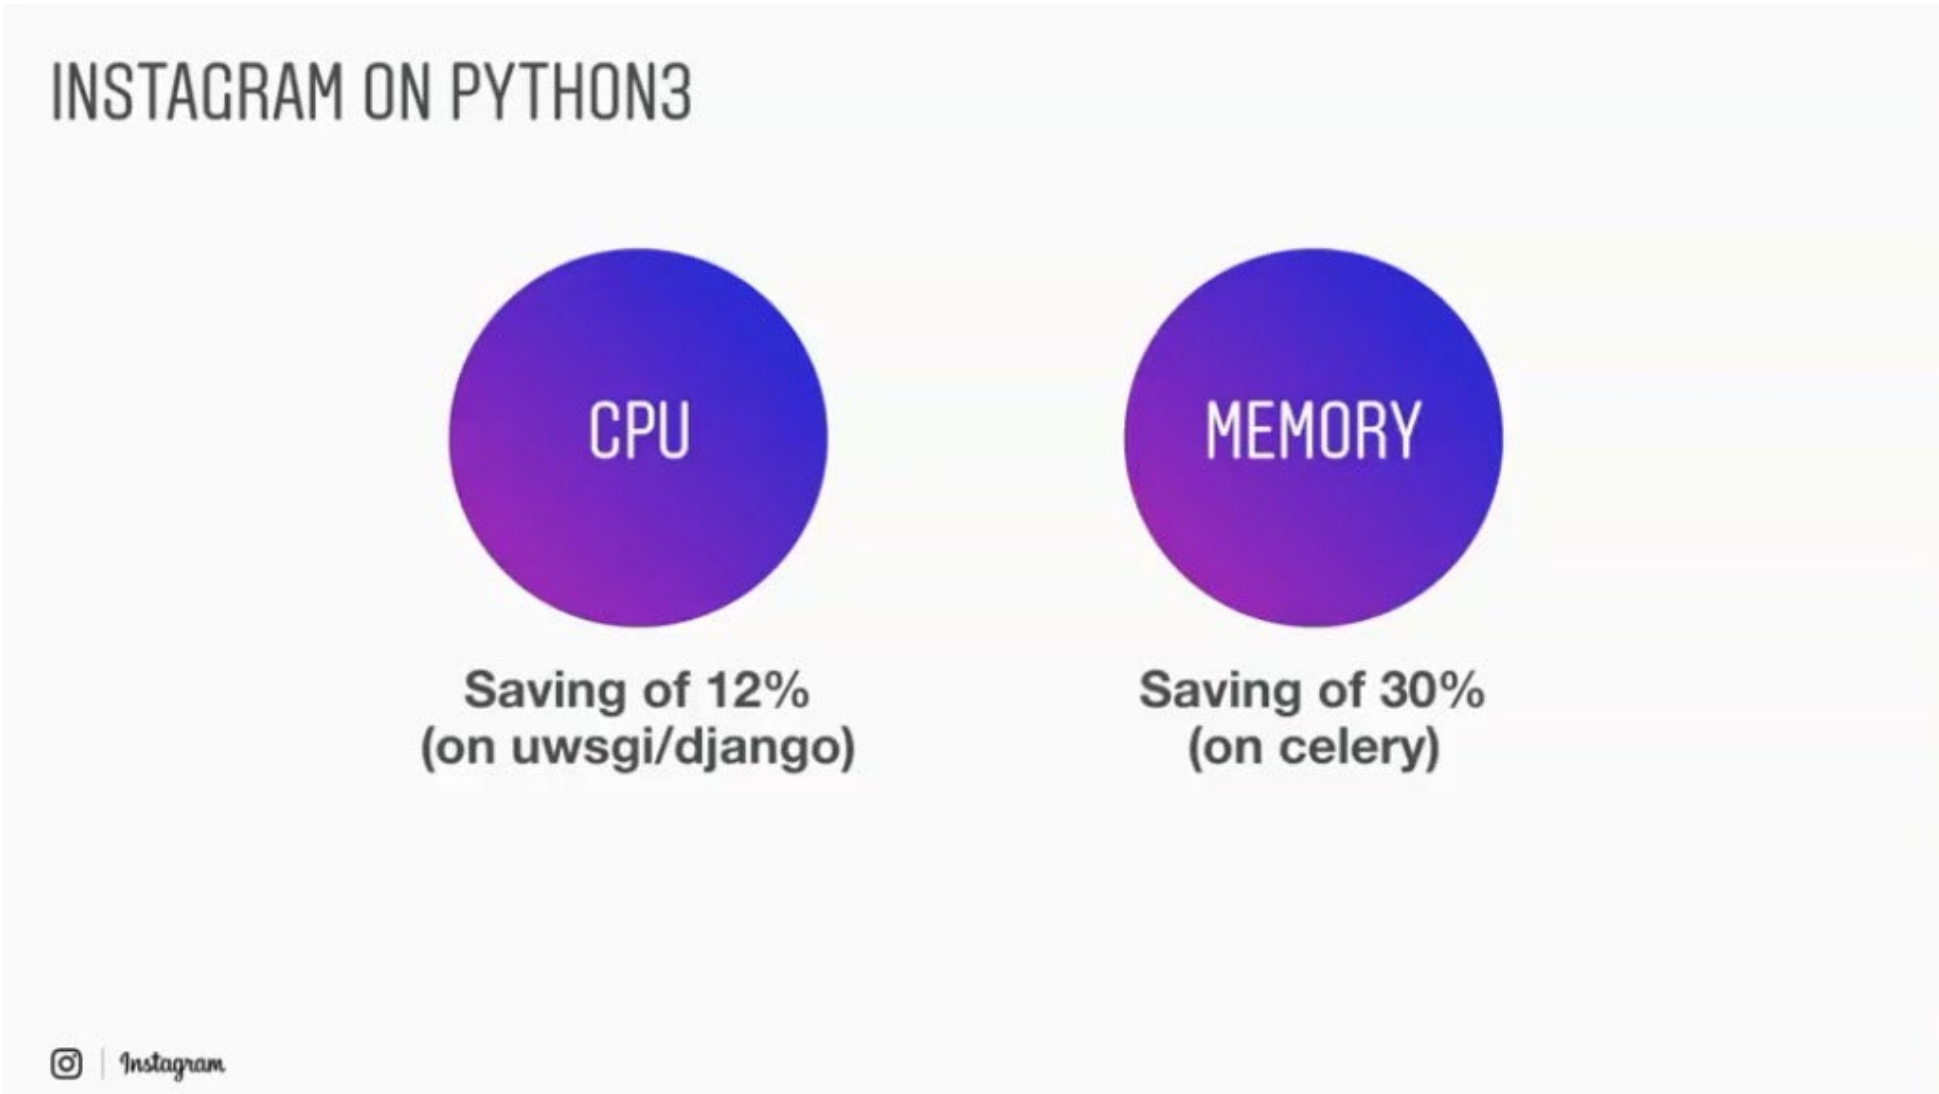 INSTAGRAM ON PYTHON3
CPU
Saving of 12%
(on uwsgi/django)
MEMORY
Saving of 30%
(on celery)
Instagram